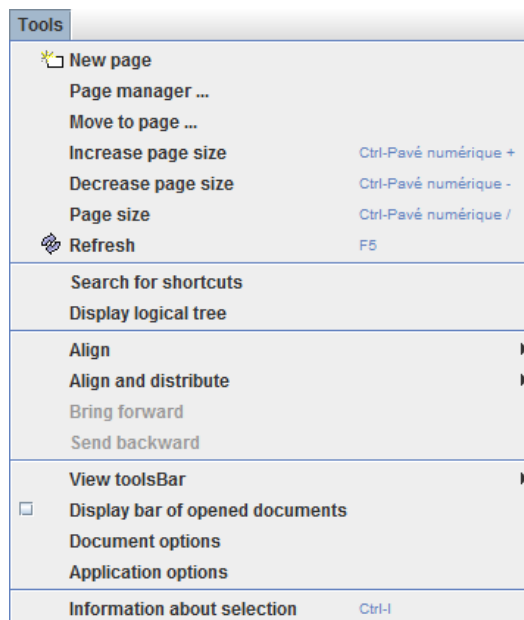 Tools
New page
Page manager ...
Move to page ...
Increase page size Ctrl-Pavé numérique +
Decrease page size Ctrl-Pavé numérique -
Page size Ctrl-Pavé numérique /
Refresh F5
Search for shortcuts
Display logical tree
Align
Align and distribute
Bring forward
Send backward
View toolsBar
Display bar of opened documents
Document options
Application options
Information about selection Ctrl-I